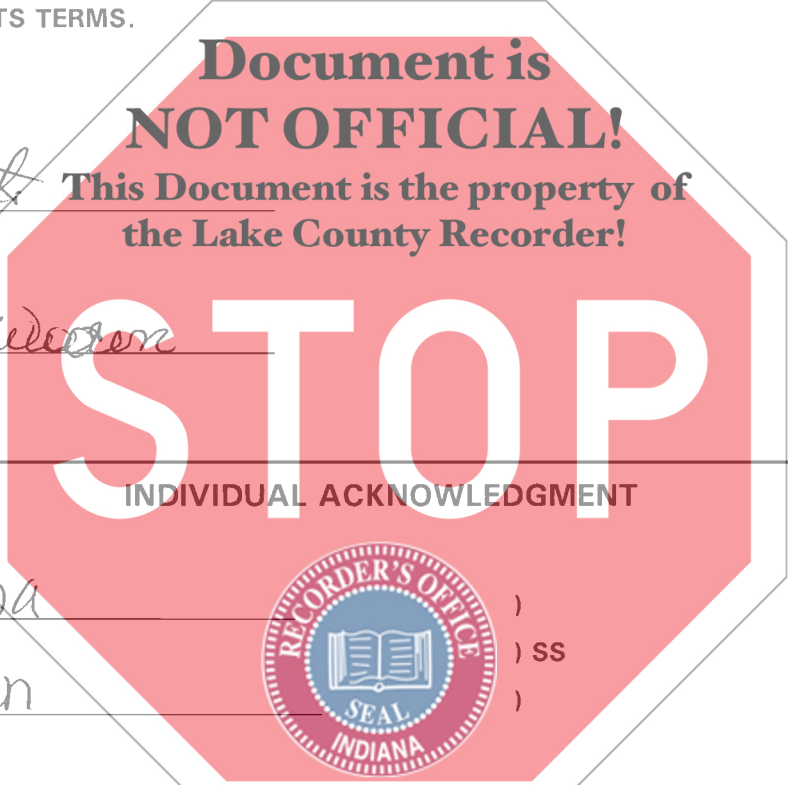 TS TERMS.
Document is
NOT OFFICIAL!
This Document is the property of
the Lake County Recorder!
STOP
INDIVIDUAL ACKNOWLEDGMENT
RECORDER'S OFFICE
)
) SS
)
SEAL
INDIANA